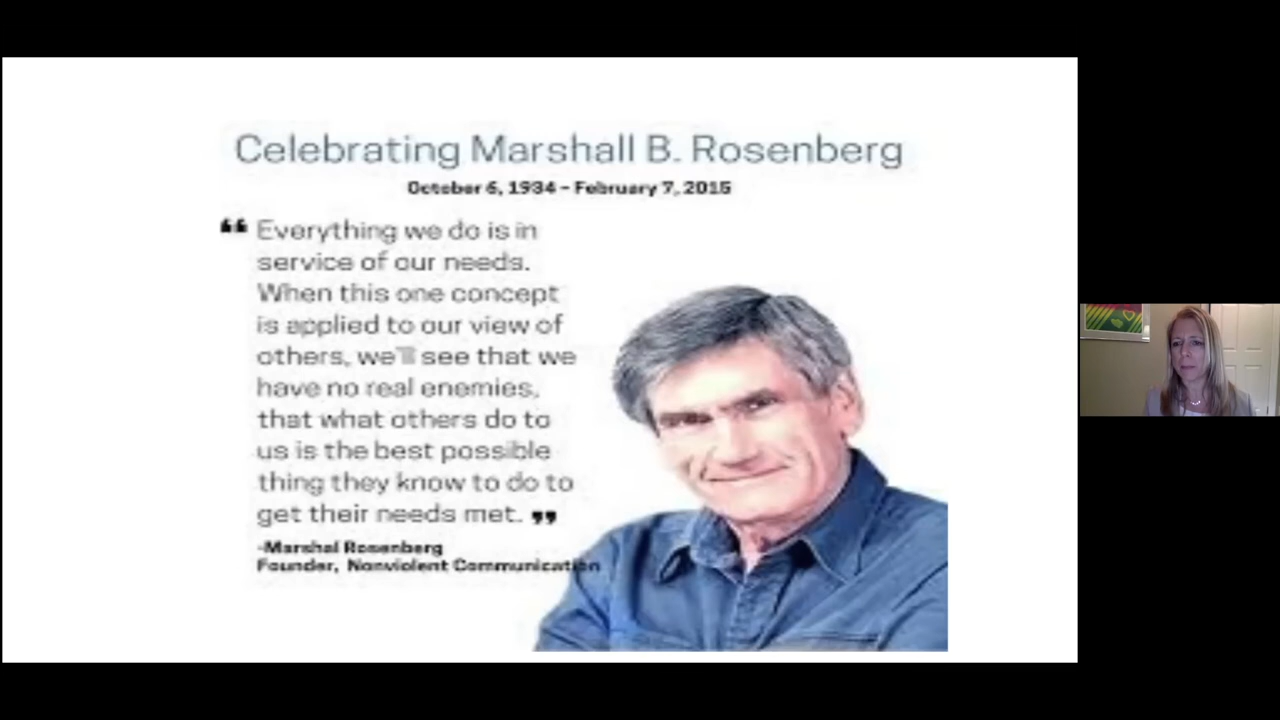 Celebrating Marshall B. Rosenberg
October 6, 1934 – February 7, 2015
“ Everything we do is in
service of our needs.
When this one concept
is applied to our view of
others, we'll see that we
have no real enemies,
that what others do to
us is the best possible
thing they know to do to
get their needs met. ”
-Marshal Rosenberg
Founder, Nonviolent Communication